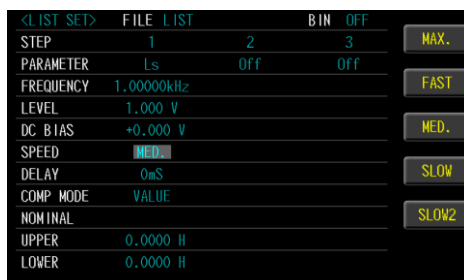 <LIST SET> FILE LIST BIN OFF
STEP 1 2 3
PARAMETER Ls Off Off
FREQUENCY 1.00000kHz
LEVEL 1.000 V
DC BIAS +0.000 V
SPEED MED.
DELAY 0mS
COMP MODE VALUE
NOMINAL
UPPER 0.0000 H
LOWER 0.0000 H
MAX.
FAST
MED.
SLOW
SLOW2